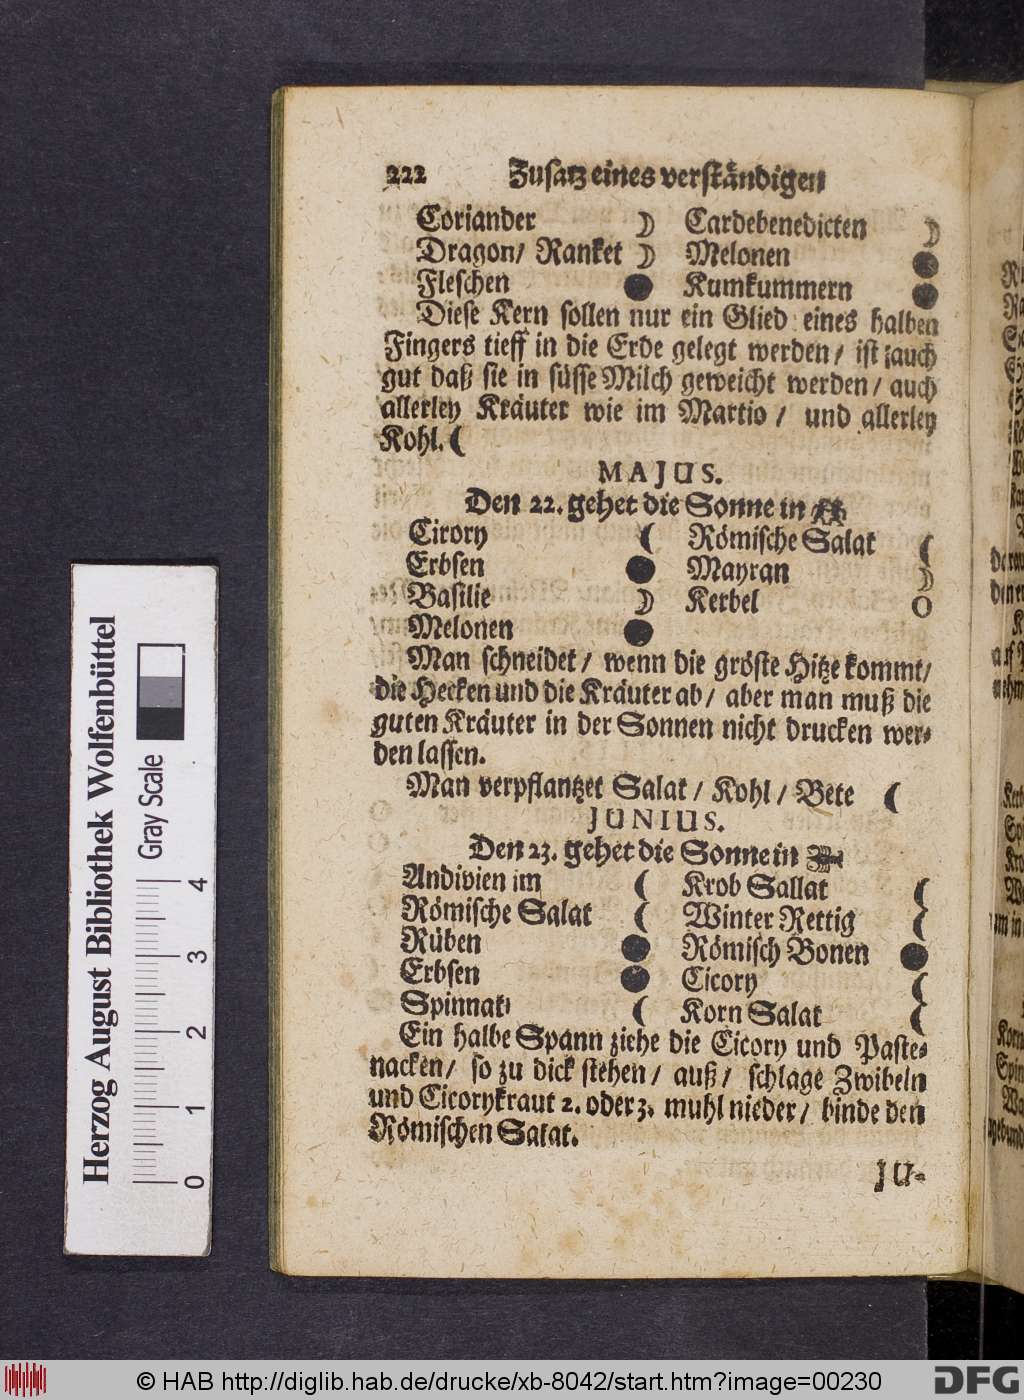 222 Zusatz eines verständigen
Coriander ☽ Cardebenedicten ☽
Dragon/ Ranket ☽ Melonen ●
Fleschen ● Kumkummern ●
Diese Kern sollen nur ein Glied eines halben
Fingers tieff in die Erde gelegt werden/ ist auch
gut daß sie in süsse Milch geweicht werden/ auch
allerley Kräuter wie im Martio/ und allerley
Kohl. (
MAJUS.
Den 22. gehet die Sonne in ♊
Cirory ( Römische Salat (
Erbsen ● Mayran ☽
Basilie ☽ Kerbel O
Melonen ●
Man schneidet/ wenn die gröste Hitze kommt/
die Hecken und die Kräuter ab/ aber man muß die
guten Kräuter in der Sonnen nicht drucken wer-
den lassen.
Man verpflantzet Salat/ Kohl/ Bete (
JUNIUS.
Den 23. gehet die Sonne in ♋
Andivien im ( Krob Sallat (
Römische Salat ( Winter Rettig (
Rüben ● Römisch Bonen ●
Erbsen ● Cicory (
Spinnat ( Korn Salat (
Ein halbe Spann ziehe die Cicory und Paste-
nacken/ so zu dick stehen/ auß/ schlage Zwibeln
und Cicorykraut 2. oder 3. muhl nieder/ binde den
Römischen Salat.
JU-
Herzog August Bibliothek Wolfenbüttel
Gray Scale
0 1 2 3 4
© HAB http://diglib.hab.de/drucke/xb-8042/start.htm?image=00230
DFG